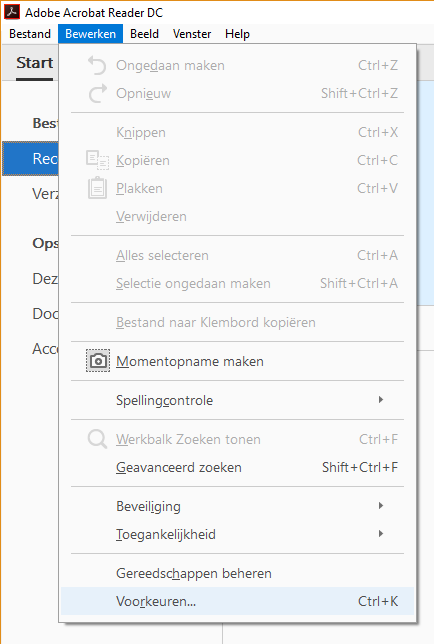 Adobe Acrobat Reader DC
Bestand Bewerken Beeld Venster Help
Start
Ongedaan maken Ctrl+Z
Opnieuw Shift+Ctrl+Z
Best
Knippen Ctrl+X
Rec
Kopiëren Ctrl+C
Plakken Ctrl+V
Verz
Verwijderen
Ops
Alles selecteren Ctrl+A
Dez
Selectie ongedaan maken Shift+Ctrl+A
Doc
Bestand naar Klembord kopiëren
Acc
Momentopname maken
Spellingcontrole
Werkbalk Zoeken tonen Ctrl+F
Geavanceerd zoeken Shift+Ctrl+F
Beveiliging
Toegankelijkheid
Gereedschappen beheren
Voorkeuren... Ctrl+K